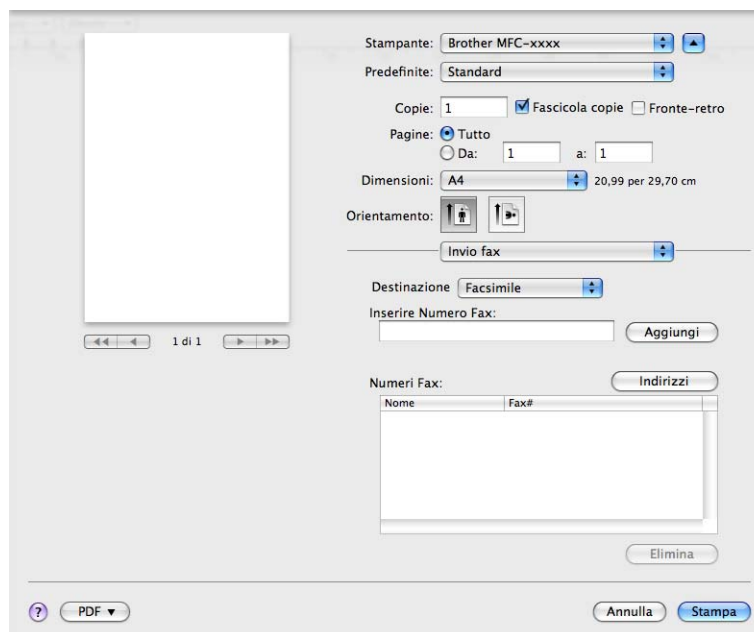 Stampante: Brother MFC-xxxx
Predefinite: Standard
Copie: 1 Fascicola copie Fronte-retro
Pagine: Tutto
Da: 1 a: 1
Dimensioni: A4 20,99 per 29,70 cm
Orientamento:
Invio fax
Destinazione Facsimile
Inserire Numero Fax:
Aggiungi
1 di 1
Numeri Fax: Indirizzi
Nome Fax#
Elimina
? PDF Annulla Stampa